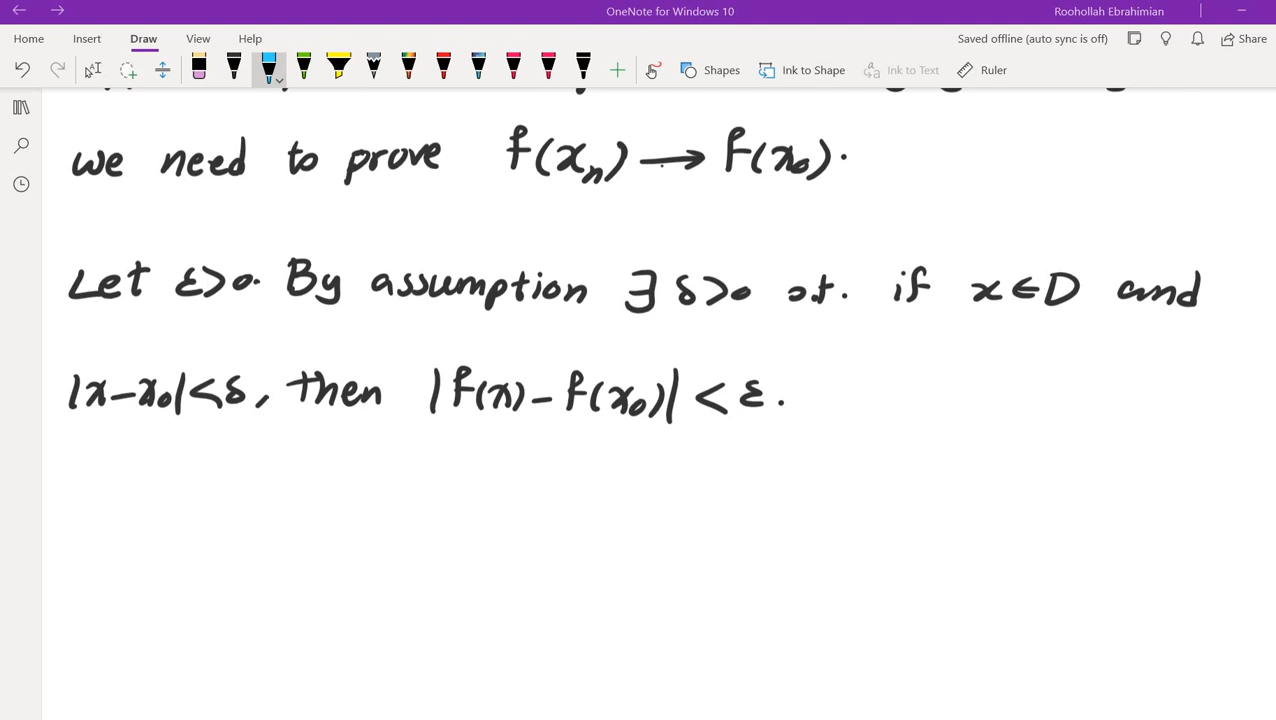 OneNote for Windows 10
Roohollah Ebrahimian
Home Insert Draw View Help
Saved offline (auto sync is off) Share
Shapes Ink to Shape Ink to Text Ruler
we need to prove f(xₙ) → f(x₀).
Let ε>0. By assumption ∃ δ>0 s.t. if x∈D and
|x-x₀|<δ, then |f(x) - f(x₀)| < ε.